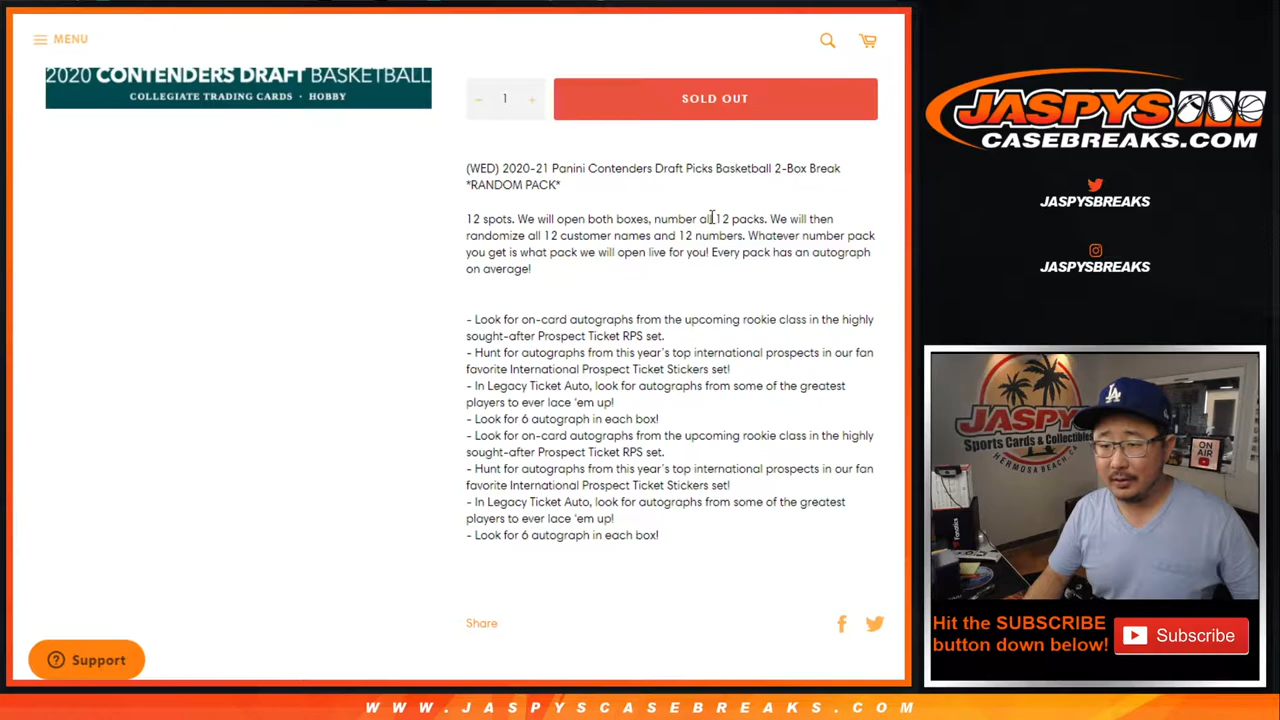 MENU
2020 CONTENDERS DRAFT BASKETBALL
COLLEGIATE TRADING CARDS • HOBBY
− 1 +
SOLD OUT
(WED) 2020-21 Panini Contenders Draft Picks Basketball 2-Box Break
*RANDOM PACK*
12 spots. We will open both boxes, number all 12 packs. We will then
randomize all 12 customer names and 12 numbers. Whatever number pack
you get is what pack we will open live for you! Every pack has an autograph
on average!
- Look for on-card autographs from the upcoming rookie class in the highly
sought-after Prospect Ticket RPS set.
- Hunt for autographs from this year's top international prospects in our fan
favorite International Prospect Ticket Stickers set!
- In Legacy Ticket Auto, look for autographs from some of the greatest
players to ever lace 'em up!
- Look for 6 autograph in each box!
- Look for on-card autographs from the upcoming rookie class in the highly
sought-after Prospect Ticket RPS set.
- Hunt for autographs from this year's top international prospects in our fan
favorite International Prospect Ticket Stickers set!
- In Legacy Ticket Auto, look for autographs from some of the greatest
players to ever lace 'em up!
- Look for 6 autograph in each box!
Share
Support
JASPYS
CASEBREAKS.COM
JASPYSBREAKS
JASPYSBREAKS
JASPYS
Sports Cards & Collectibles
HERMOSA BEACH CA
LA
ON
AIR
Fanatics
Hit the SUBSCRIBE
button down below!
Subscribe
WWW.JASPYSCASEBREAKS.COM